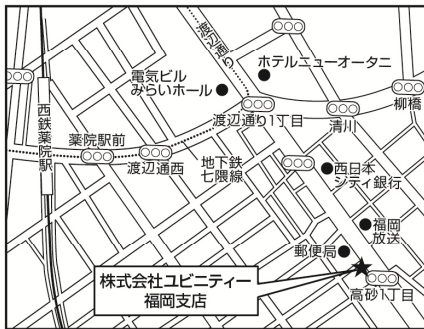 渡辺通り
ホテルニューオータニ
電気ビル
みらいホール
渡辺通り1丁目
清川
柳橋
西鉄薬院駅
薬院駅前
渡辺通西
地下鉄
七隈線
西日本
シティ銀行
福岡
放送
郵便局
株式会社ユビニティー
福岡支店
高砂1丁目